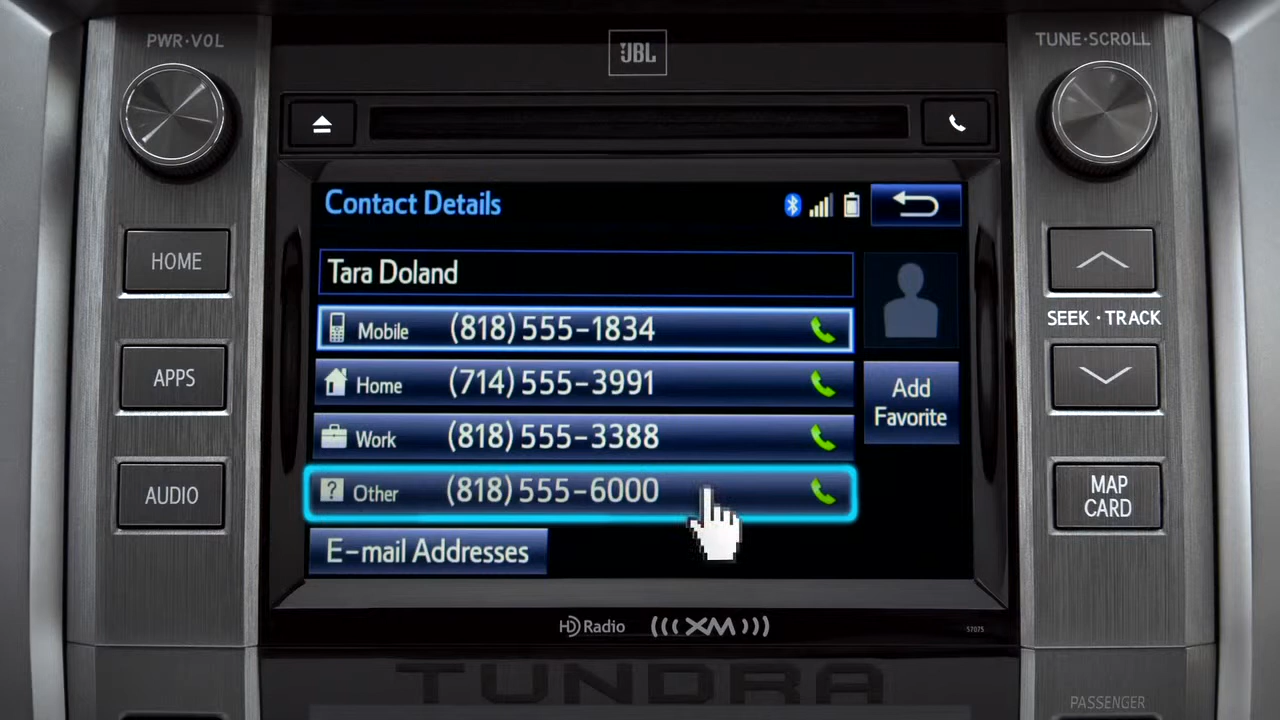 PWR·VOL
JBL
TUNE·SCROLL
Contact Details
Tara Doland
HOME
Mobile (818) 555-1834
SEEK · TRACK
APPS
Home (714) 555-3991
Add
Favorite
Work (818) 555-3388
AUDIO
Other (818) 555-6000
MAP
CARD
E-mail Addresses
HD Radio
((( XM )))
57075
TUNDRA
PASSENGER